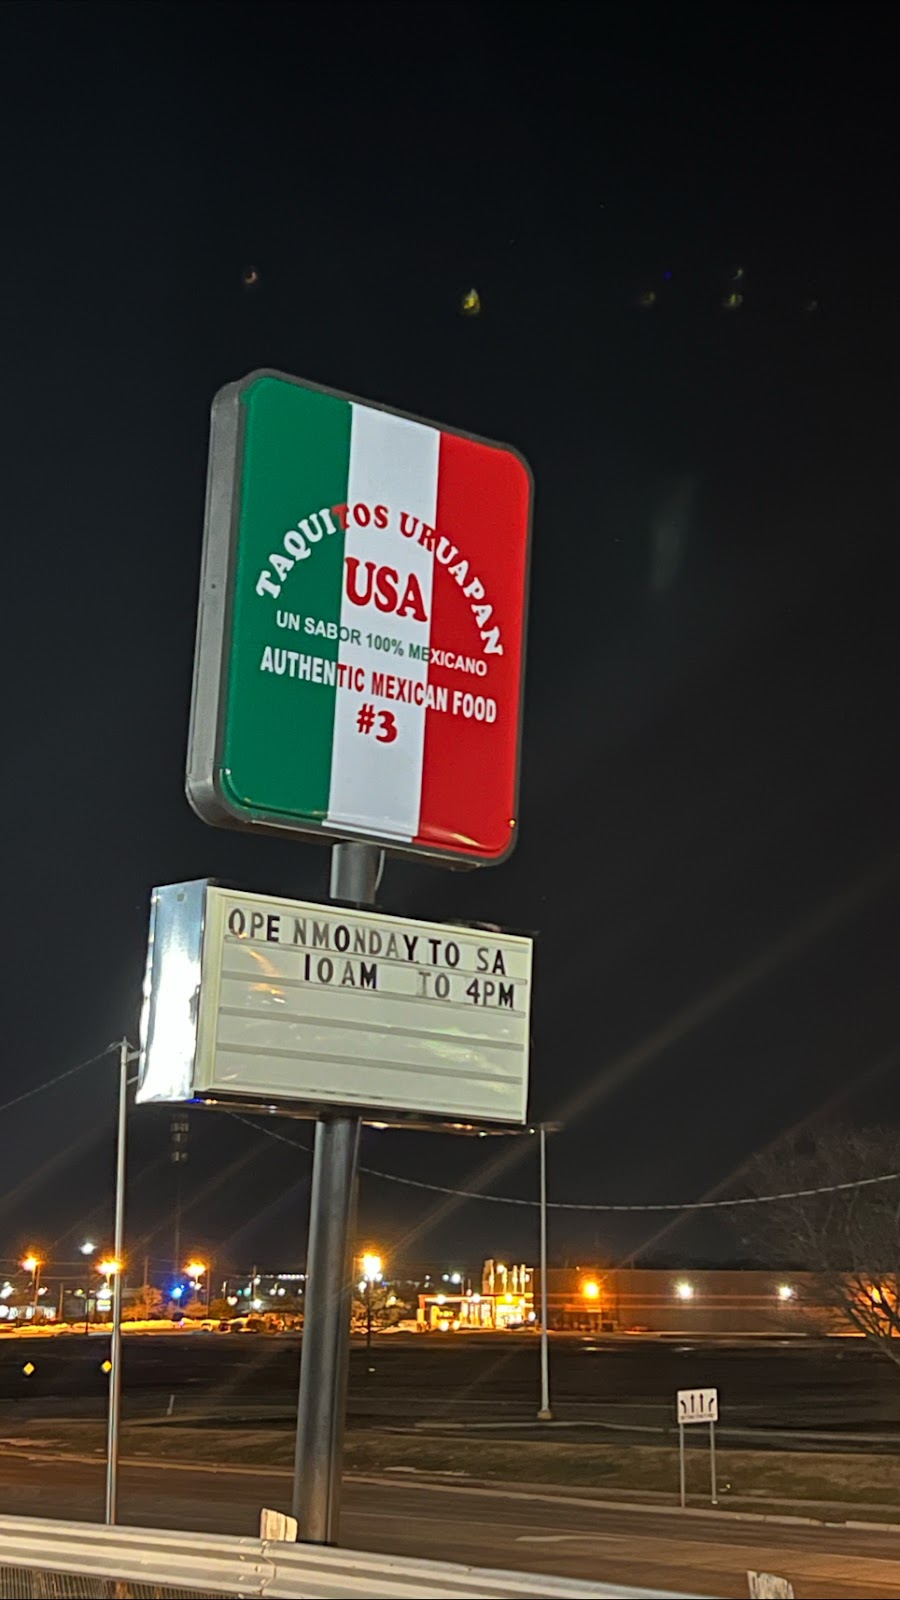 TAQUITOS URUAPAN
USA
UN SABOR 100% MEXICANO
AUTHENTIC MEXICAN FOOD
#3
OPE NMONDAY TO SA
10AM TO 4PM